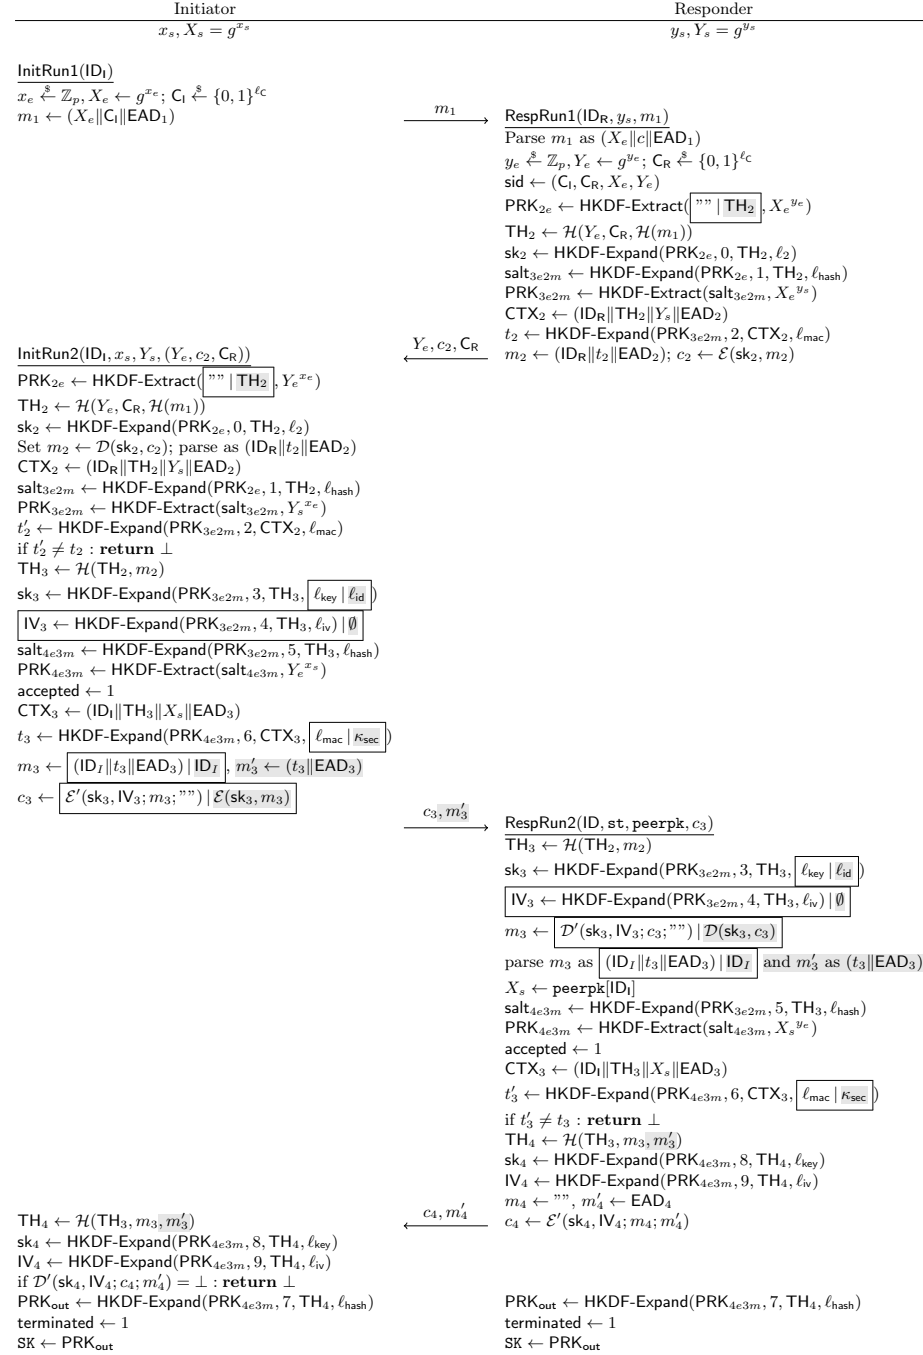 Initiator
x_s, X_s = g^{x_s}
InitRun1(ID_I)
x_e ←$ ℤ_p, X_e ← g^{x_e}; C_I ←$ {0, 1}^{ℓ_C}
m_1 ← (X_e‖C_I‖EAD_1)
m_1
Responder
y_s, Y_s = g^{y_s}
RespRun1(ID_R, y_s, m_1)
Parse m_1 as (X_e‖c‖EAD_1)
y_e ←$ ℤ_p, Y_e ← g^{y_e}; C_R ←$ {0, 1}^{ℓ_C}
sid ← (C_I, C_R, X_e, Y_e)
PRK_{2e} ← HKDF-Extract( ”” | TH_2 , X_e^{y_e})
TH_2 ← H(Y_e, C_R, H(m_1))
sk_2 ← HKDF-Expand(PRK_{2e}, 0, TH_2, ℓ_2)
salt_{3e2m} ← HKDF-Expand(PRK_{2e}, 1, TH_2, ℓ_hash)
PRK_{3e2m} ← HKDF-Extract(salt_{3e2m}, X_e^{y_s})
CTX_2 ← (ID_R‖TH_2‖Y_s‖EAD_2)
t_2 ← HKDF-Expand(PRK_{3e2m}, 2, CTX_2, ℓ_mac)
m_2 ← (ID_R‖t_2‖EAD_2); c_2 ← E(sk_2, m_2)
Y_e, c_2, C_R
InitRun2(ID_I, x_s, Y_s, (Y_e, c_2, C_R))
PRK_{2e} ← HKDF-Extract( ”” | TH_2 , Y_e^{x_e})
TH_2 ← H(Y_e, C_R, H(m_1))
sk_2 ← HKDF-Expand(PRK_{2e}, 0, TH_2, ℓ_2)
Set m_2 ← D(sk_2, c_2); parse as (ID_R‖t_2‖EAD_2)
CTX_2 ← (ID_R‖TH_2‖Y_s‖EAD_2)
salt_{3e2m} ← HKDF-Expand(PRK_{2e}, 1, TH_2, ℓ_hash)
PRK_{3e2m} ← HKDF-Extract(salt_{3e2m}, Y_s^{x_e})
t'_2 ← HKDF-Expand(PRK_{3e2m}, 2, CTX_2, ℓ_mac)
if t'_2 ≠ t_2 : return ⊥
TH_3 ← H(TH_2, m_2)
sk_3 ← HKDF-Expand(PRK_{3e2m}, 3, TH_3, ℓ_key | ℓ_id )
IV_3 ← HKDF-Expand(PRK_{3e2m}, 4, TH_3, ℓ_iv) | ∅
salt_{4e3m} ← HKDF-Expand(PRK_{3e2m}, 5, TH_3, ℓ_hash)
PRK_{4e3m} ← HKDF-Extract(salt_{4e3m}, Y_e^{x_s})
accepted ← 1
CTX_3 ← (ID_I‖TH_3‖X_s‖EAD_3)
t_3 ← HKDF-Expand(PRK_{4e3m}, 6, CTX_3, ℓ_mac | κ_sec )
m_3 ← (ID_I‖t_3‖EAD_3) | ID_I , m'_3 ← (t_3‖EAD_3)
c_3 ← E'(sk_3, IV_3; m_3; ””) | E(sk_3, m_3)
c_3, m'_3
RespRun2(ID, st, peerpk, c_3)
TH_3 ← H(TH_2, m_2)
sk_3 ← HKDF-Expand(PRK_{3e2m}, 3, TH_3, ℓ_key | ℓ_id )
IV_3 ← HKDF-Expand(PRK_{3e2m}, 4, TH_3, ℓ_iv) | ∅
m_3 ← D'(sk_3, IV_3; c_3; ””) | D(sk_3, c_3)
parse m_3 as (ID_I‖t_3‖EAD_3) | ID_I and m'_3 as (t_3‖EAD_3)
X_s ← peerpk[ID_I]
salt_{4e3m} ← HKDF-Expand(PRK_{3e2m}, 5, TH_3, ℓ_hash)
PRK_{4e3m} ← HKDF-Extract(salt_{4e3m}, X_s^{y_e})
accepted ← 1
CTX_3 ← (ID_I‖TH_3‖X_s‖EAD_3)
t'_3 ← HKDF-Expand(PRK_{4e3m}, 6, CTX_3, ℓ_mac | κ_sec )
if t'_3 ≠ t_3 : return ⊥
TH_4 ← H(TH_3, m_3, m'_3)
sk_4 ← HKDF-Expand(PRK_{4e3m}, 8, TH_4, ℓ_key)
IV_4 ← HKDF-Expand(PRK_{4e3m}, 9, TH_4, ℓ_iv)
m_4 ← ””, m'_4 ← EAD_4
c_4 ← E'(sk_4, IV_4; m_4; m'_4)
c_4, m'_4
TH_4 ← H(TH_3, m_3, m'_3)
sk_4 ← HKDF-Expand(PRK_{4e3m}, 8, TH_4, ℓ_key)
IV_4 ← HKDF-Expand(PRK_{4e3m}, 9, TH_4, ℓ_iv)
if D'(sk_4, IV_4; c_4; m'_4) = ⊥ : return ⊥
PRK_out ← HKDF-Expand(PRK_{4e3m}, 7, TH_4, ℓ_hash)
terminated ← 1
SK ← PRK_out
PRK_out ← HKDF-Expand(PRK_{4e3m}, 7, TH_4, ℓ_hash)
terminated ← 1
SK ← PRK_out